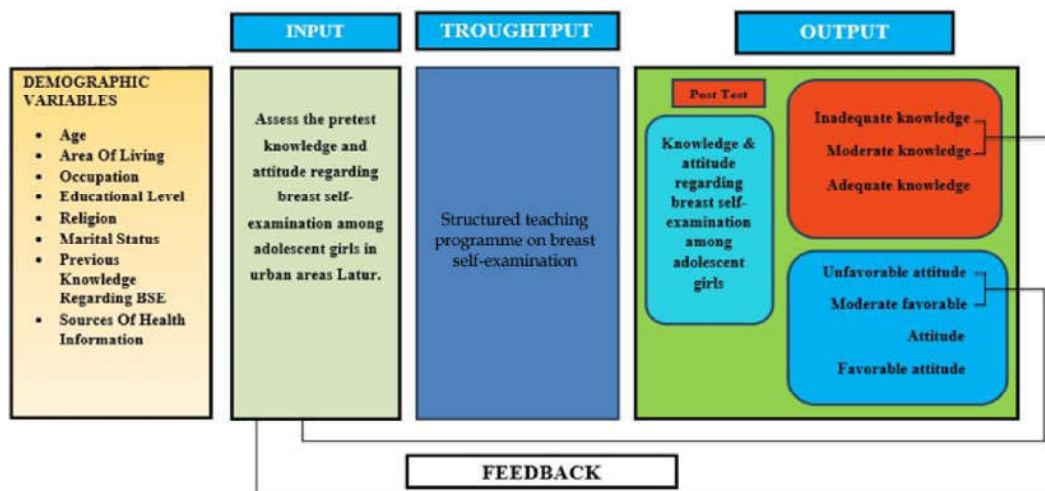 INPUT
TROUGHTPUT
OUTPUT
DEMOGRAPHIC
VARIABLES
• Age
• Area Of Living
• Occupation
• Educational Level
• Religion
• Marital Status
• Previous
Knowledge
Regarding BSE
• Sources Of Health
Information
Assess the pretest
knowledge and
attitude regarding
breast self-
examination among
adolescent girls in
urban areas Latur.
Structured teaching
programme on breast
self-examination
Post Test
Knowledge &
attitude
regarding
breast self-
examination
among
adolescent
girls
Inadequate knowledge
Moderate knowledge
Adequate knowledge
Unfavorable attitude
Moderate favorable
Attitude
Favorable attitude
FEEDBACK